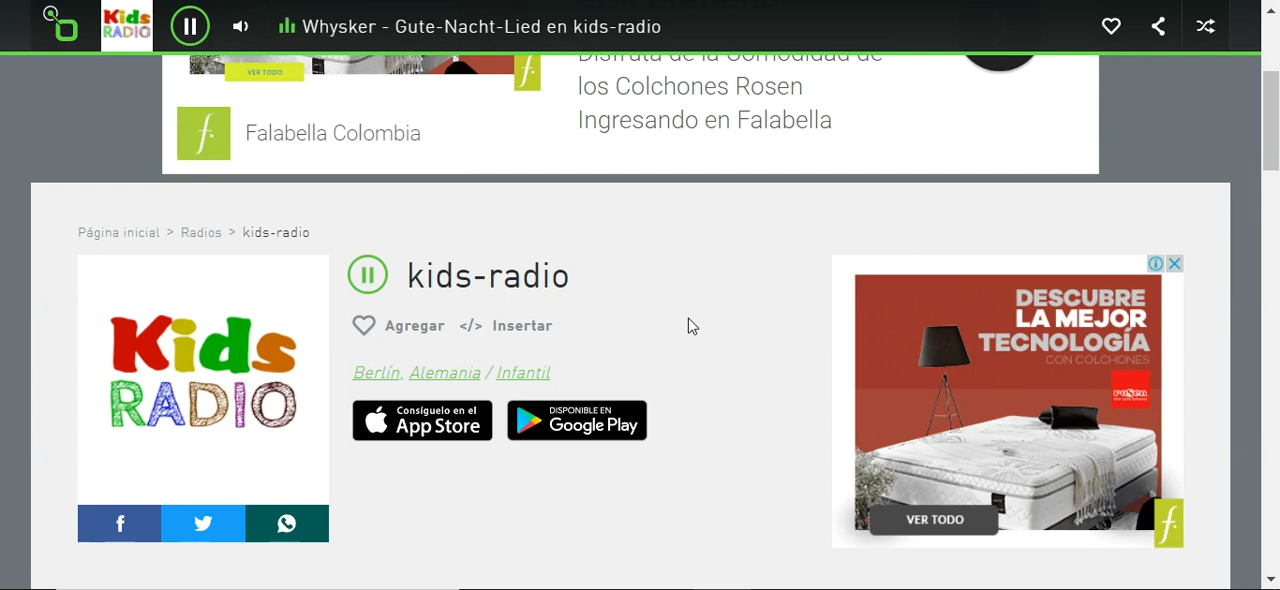 Kids
RADIO
Whysker - Gute-Nacht-Lied en kids-radio
VER TODO
Disfruta de la Comodidad de
los Colchones Rosen
Ingresando en Falabella
f.
Falabella Colombia
Página inicial > Radios > kids-radio
Kids
RADIO
kids-radio
Agregar </> Insertar
Berlín, Alemania / Infantil
Consíguelo en el
App Store
DISPONIBLE EN
Google Play
DESCUBRE
LA MEJOR
TECNOLOGÍA
CON COLCHONES
rosen
VER TODO
f.